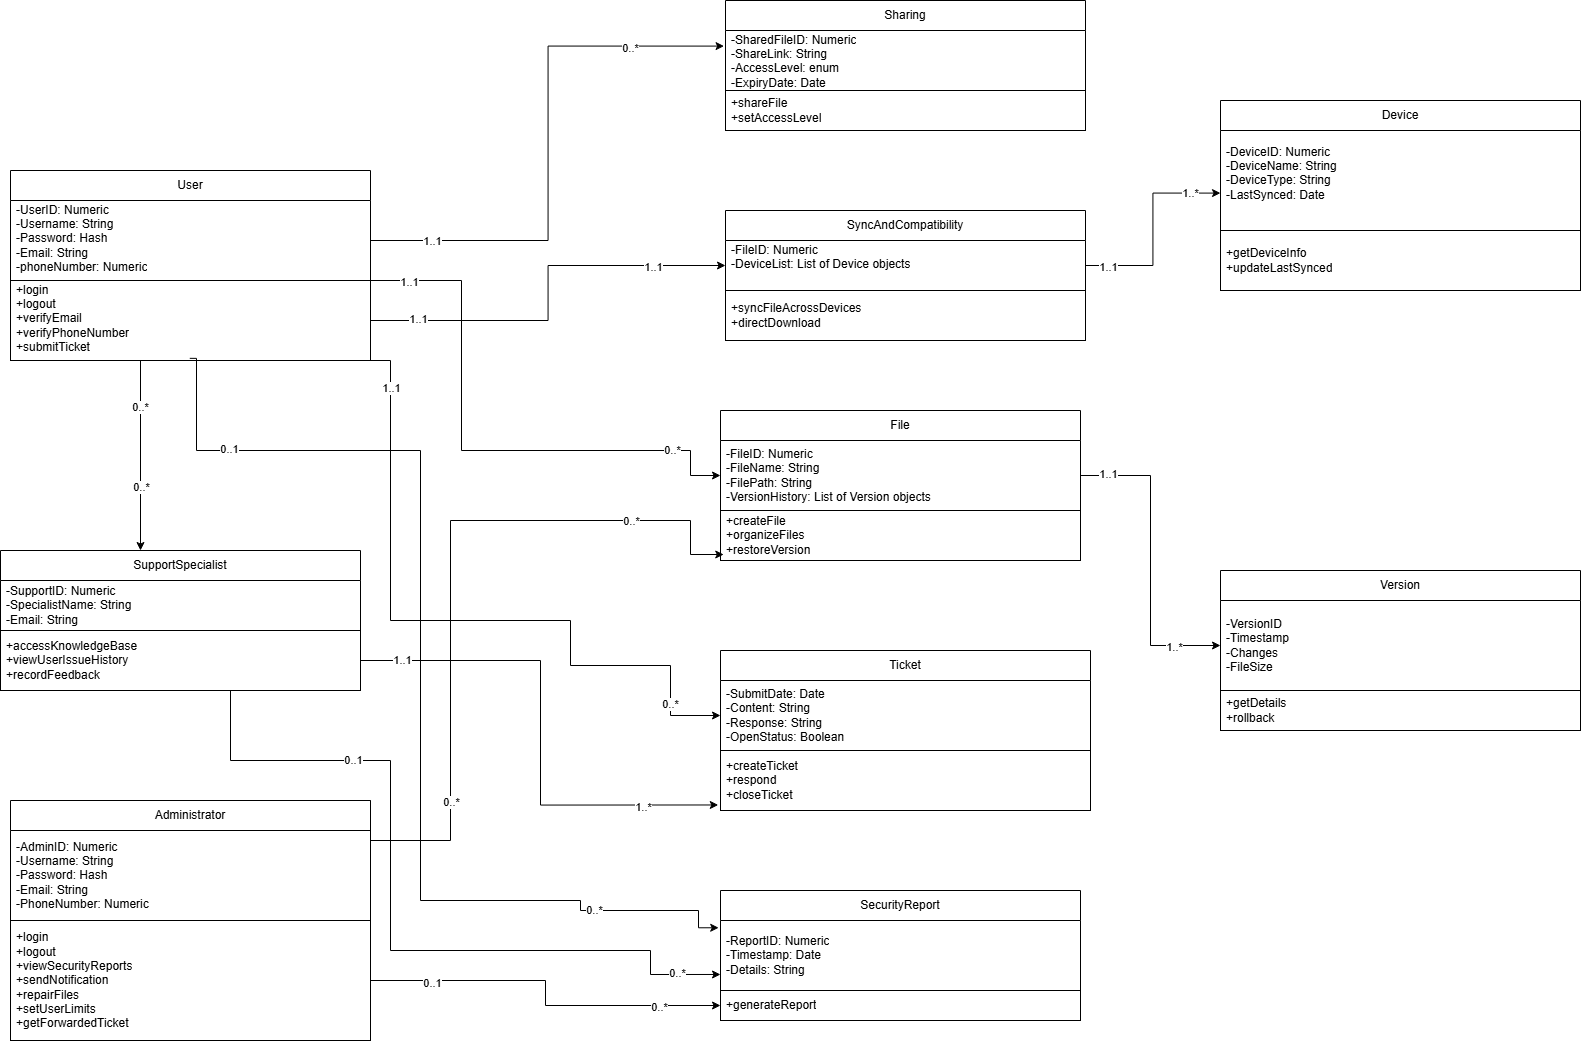 Sharing
-SharedFileID: Numeric
-ShareLink: String
-AccessLevel: enum
-ExpiryDate: Date
+shareFile
+setAccessLevel
0..*
Device
-DeviceID: Numeric
-DeviceName: String
-DeviceType: String
-LastSynced: Date
+getDeviceInfo
+updateLastSynced
1..*
User
-UserID: Numeric
-Username: String
-Password: Hash
-Email: String
-phoneNumber: Numeric
+login
+logout
+verifyEmail
+verifyPhoneNumber
+submitTicket
1..1
1..1
1..1
1..1
SyncAndCompatibility
-FileID: Numeric
-DeviceList: List of Device objects
+syncFileAcrossDevices
+directDownload
1..1
1..1
0..*
0..1
0..*
File
-FileID: Numeric
-FileName: String
-FilePath: String
-VersionHistory: List of Version objects
+createFile
+organizeFiles
+restoreVersion
0..*
0..*
1..1
SupportSpecialist
-SupportID: Numeric
-SpecialistName: String
-Email: String
+accessKnowledgeBase
+viewUserIssueHistory
+recordFeedback
1..1
Version
-VersionID
-Timestamp
-Changes
-FileSize
+getDetails
+rollback
1..*
Ticket
-SubmitDate: Date
-Content: String
-Response: String
-OpenStatus: Boolean
+createTicket
+respond
+closeTicket
0..*
1..*
0..1
0..*
Administrator
-AdminID: Numeric
-Username: String
-Password: Hash
-Email: String
-PhoneNumber: Numeric
+login
+logout
+viewSecurityReports
+sendNotification
+repairFiles
+setUserLimits
+getForwardedTicket
0..1
SecurityReport
-ReportID: Numeric
-Timestamp: Date
-Details: String
+generateReport
0..*
0..*
0..*